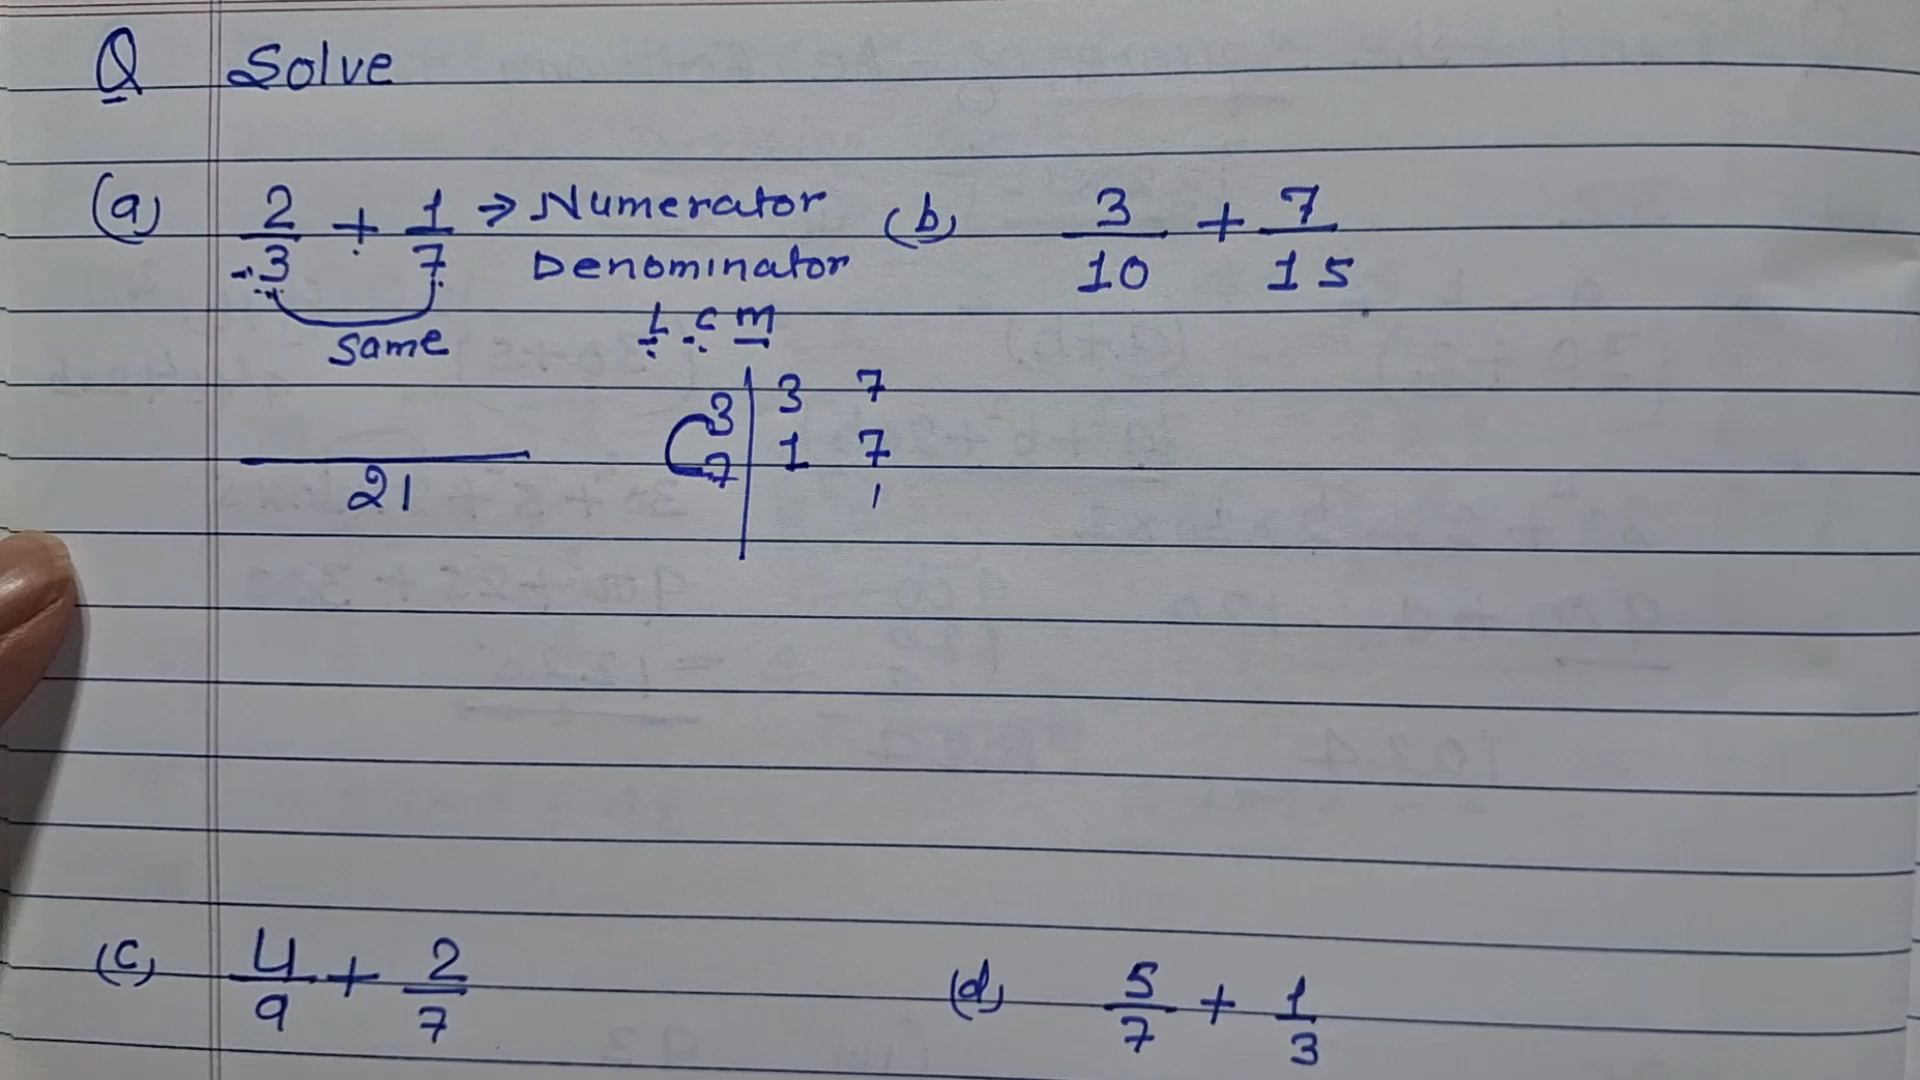 Q Solve
(a) 2/3 + 1/7 → Numerator
Denominator
same
L c m
3 | 3 7
7 | 1 7
1
21
(b) 3/10 + 7/15
(c) 4/9 + 2/7
(d) 5/7 + 1/3